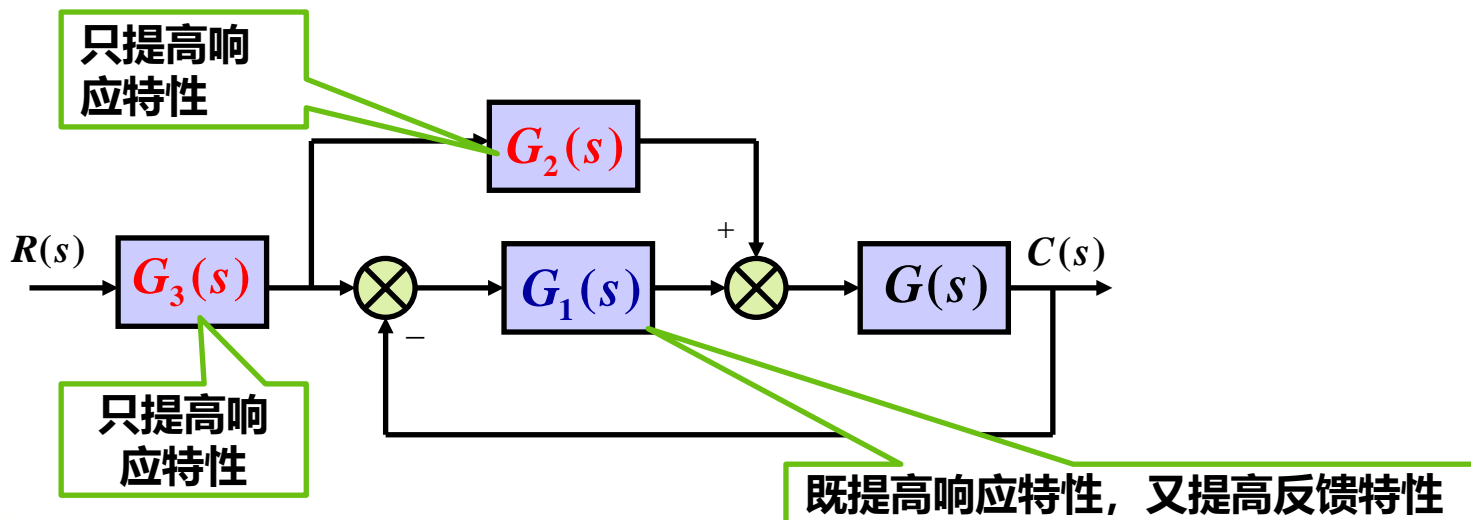 只提高响
应特性
G₂(s)
+
R(s)
G₃(s)
G₁(s)
G(s)
C(s)
−
只提高响
应特性
既提高响应特性，又提高反馈特性